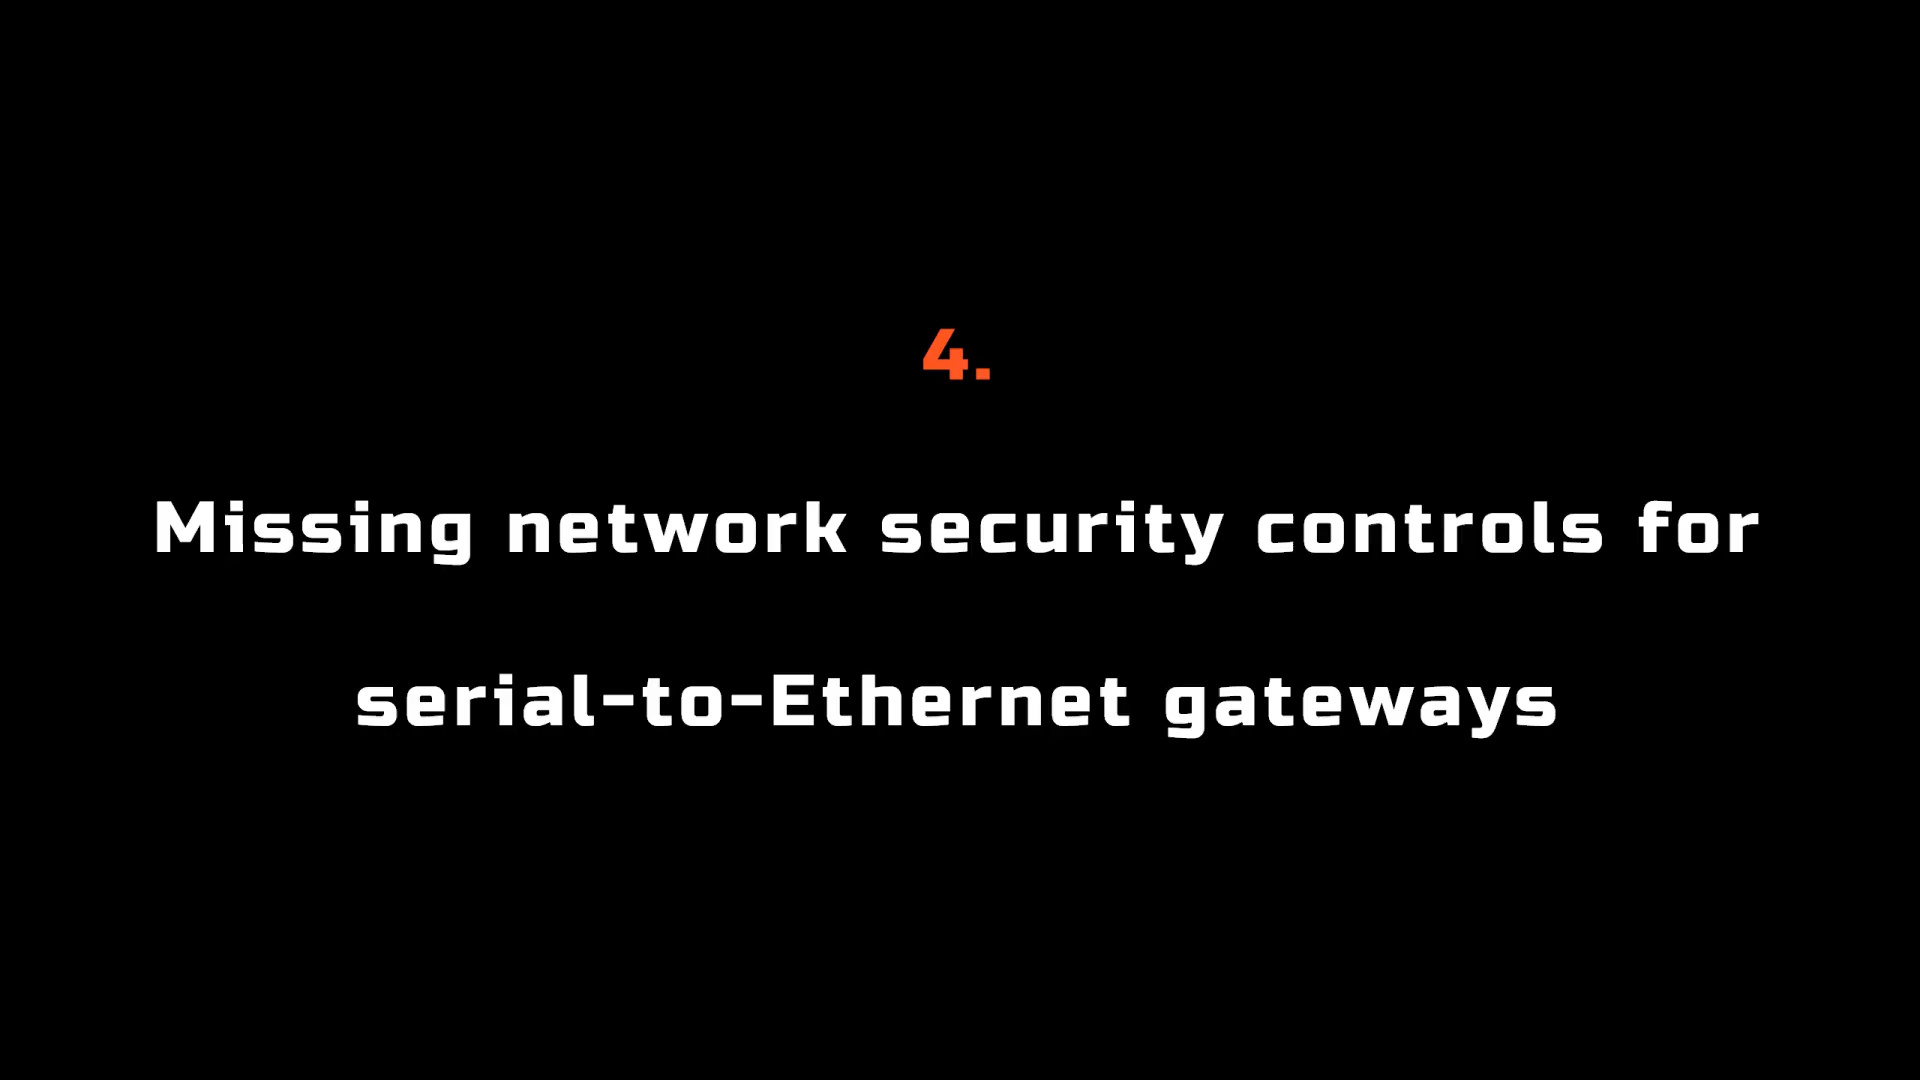 4.
Missing network security controls for
serial-to-Ethernet gateways